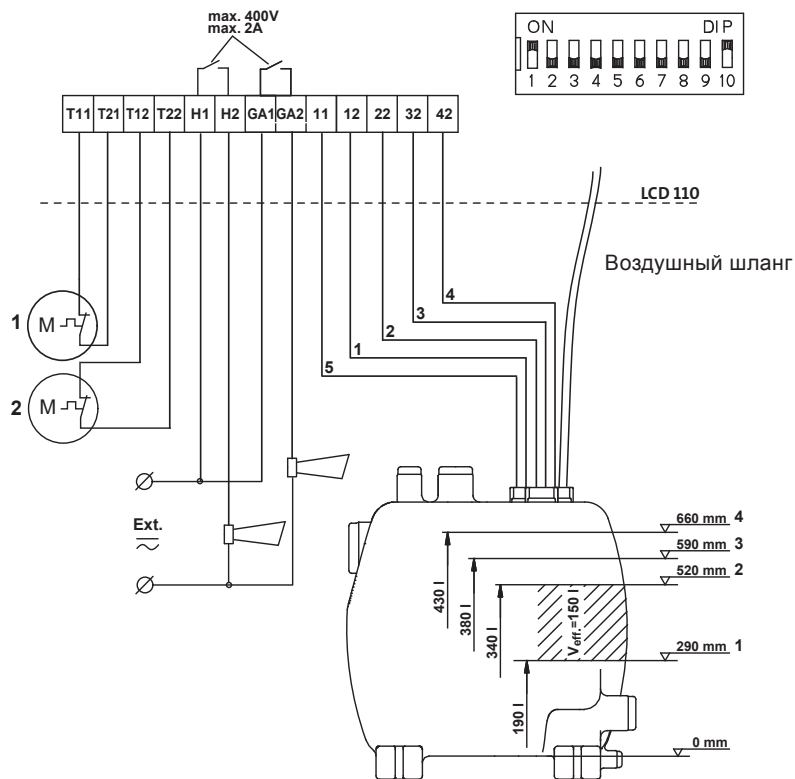 max. 400V
max. 2A
ON DIP
1 2 3 4 5 6 7 8 9 10
T11 T21 T12 T22 H1 H2 GA1 GA2 11 12 22 32 42
LCD 110
Воздушный шланг
4
3
2
1
5
1 M
2 M
Ext.
660 mm 4
590 mm 3
520 mm 2
290 mm 1
0 mm
430 l
380 l
340 l
Veff.=150 l
190 l